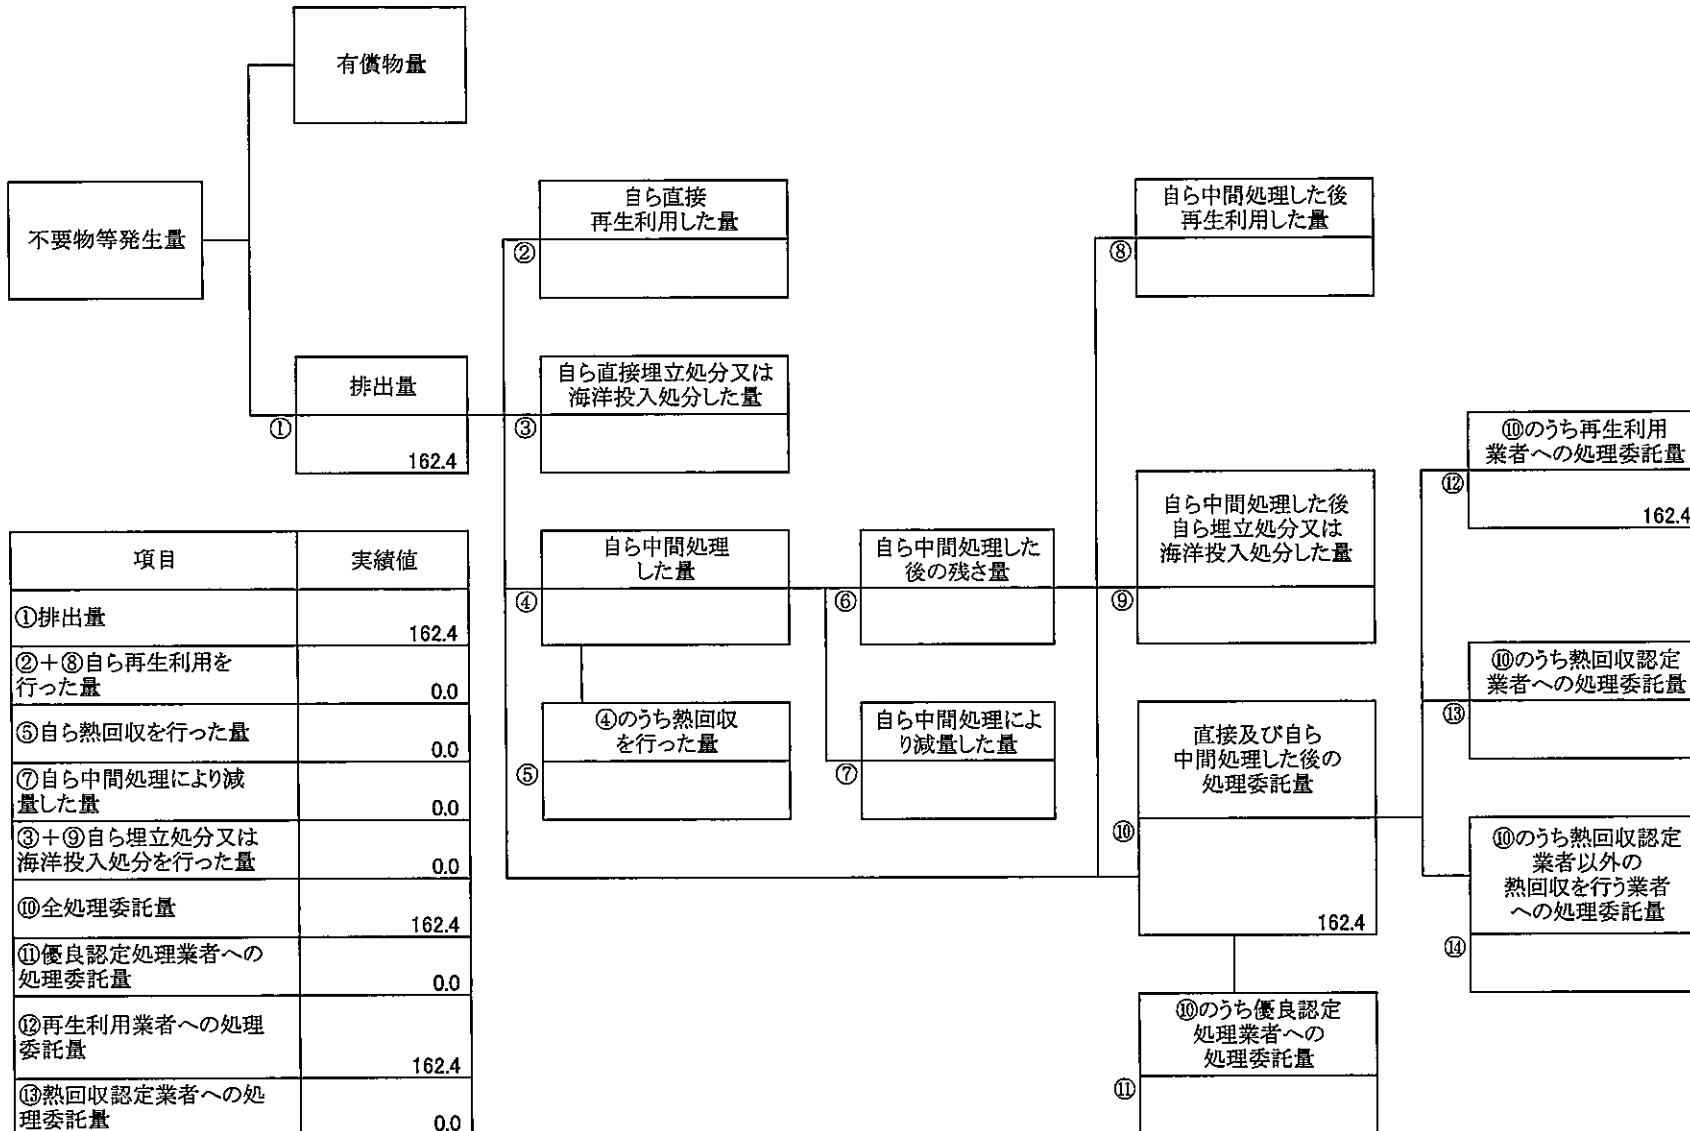 有償物量
不要物等発生量
自ら直接
再生利用した量
②
自ら中間処理した後
再生利用した量
⑧
排出量
①
162.4
自ら直接埋立処分又は
海洋投入処分した量
③
⑩のうち再生利用
業者への処理委託量
⑫
162.4
自ら中間処理した後
自ら埋立処分又は
海洋投入処分した量
⑨
自ら中間処理
した量
④
自ら中間処理した
後の残さ量
⑥
④のうち熱回収
を行った量
⑤
自ら中間処理によ
り減量した量
⑦
直接及び自ら
中間処理した後の
処理委託量
⑩
162.4
⑩のうち熱回収認定
業者への処理委託量
⑬
⑩のうち熱回収認定
業者以外の
熱回収を行う業者
への処理委託量
⑭
⑩のうち優良認定
処理業者への
処理委託量
⑪
項目 実績値
①排出量
162.4
②+⑧自ら再生利用を
行った量 0.0
⑤自ら熱回収を行った量
0.0
⑦自ら中間処理により減
量した量 0.0
③+⑨自ら埋立処分又は
海洋投入処分を行った量 0.0
⑩全処理委託量
162.4
⑪優良認定処理業者への
処理委託量 0.0
⑫再生利用業者への処理
委託量
162.4
⑬熱回収認定業者への処
理委託量 0.0